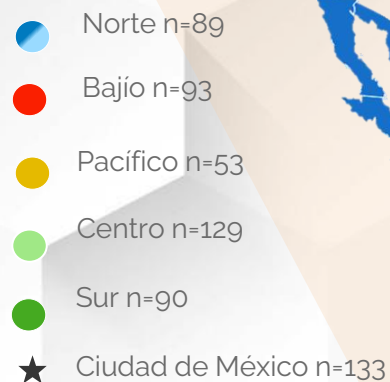 Norte n=89
Bajío n=93
Pacífico n=53
Centro n=129
Sur n=90
Ciudad de México n=133